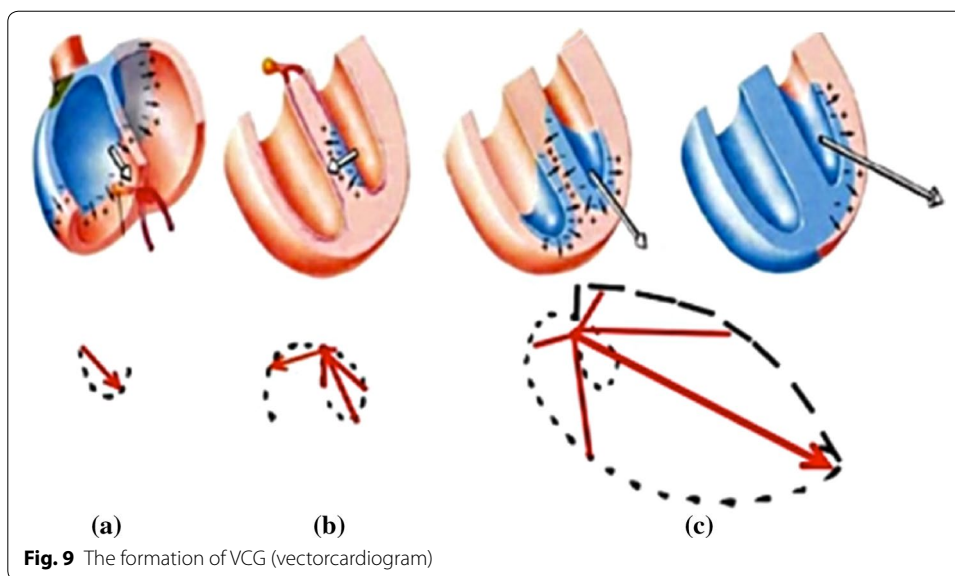 (a) (b) (c)
Fig. 9 The formation of VCG (vectorcardiogram)